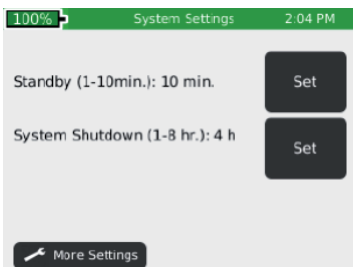 100% System Settings 2:04 PM
Standby (1-10min.): 10 min. Set
System Shutdown (1-8 hr.): 4 h Set
More Settings